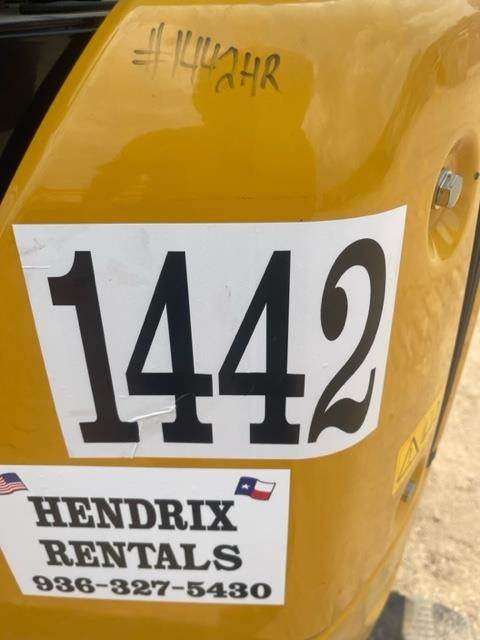 #1442HR
1442
HENDRIX
RENTALS
936-327-5430